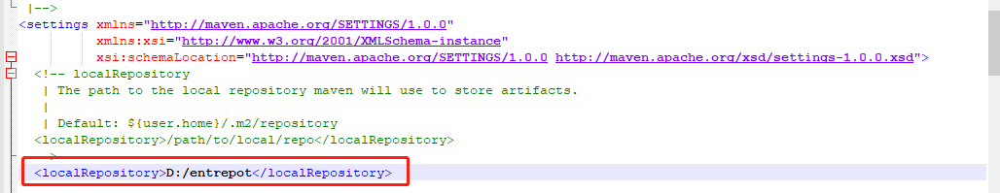 |-->
<settings xmlns="http://maven.apache.org/SETTINGS/1.0.0"
xmlns:xsi="http://www.w3.org/2001/XMLSchema-instance"
xsi:schemaLocation="http://maven.apache.org/SETTINGS/1.0.0 http://maven.apache.org/xsd/settings-1.0.0.xsd">
<!-- localRepository
| The path to the local repository maven will use to store artifacts.
|
| Default: ${user.home}/.m2/repository
<localRepository>/path/to/local/repo</localRepository>
-->
<localRepository>D:/entrepot</localRepository>